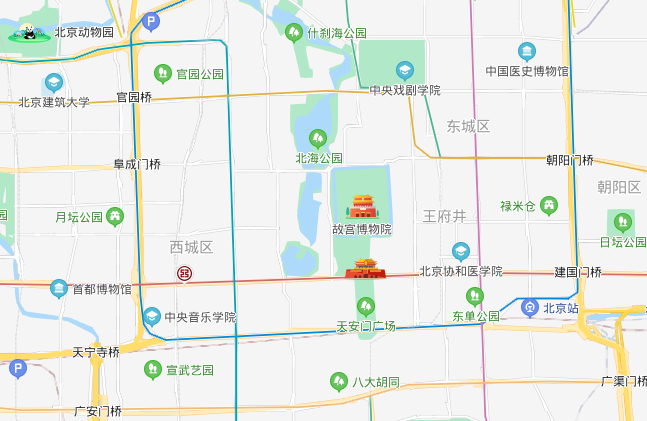 北京动物园
P
什刹海公园
官园公园
中国医史博物馆
北京建筑大学
官园桥
中央戏剧学院
东城区
北海公园
阜成门桥
朝阳门桥
朝阳区
月坛公园
禄米仓
王府井
故宫博物院
西城区
日坛公园
北京协和医学院
建国门桥
首都博物馆
中央音乐学院
东单公园
北京站
天安门广场
天宁寺桥
宣武艺园
P
八大胡同
广渠门桥
广安门桥